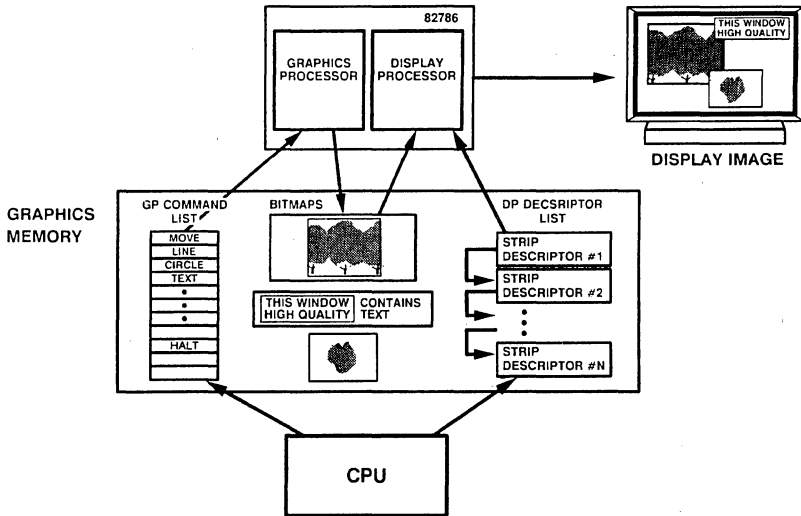 82786
GRAPHICS
PROCESSOR
DISPLAY
PROCESSOR
THIS WINDOW
HIGH QUALITY
DISPLAY IMAGE
GRAPHICS
MEMORY
GP COMMAND
LIST
MOVE
LINE
CIRCLE
TEXT
HALT
BITMAPS
THIS WINDOW
HIGH QUALITY
CONTAINS
TEXT
DP DECSRIPTOR
LIST
STRIP
DESCRIPTOR #1
STRIP
DESCRIPTOR #2
STRIP
DESCRIPTOR #N
CPU